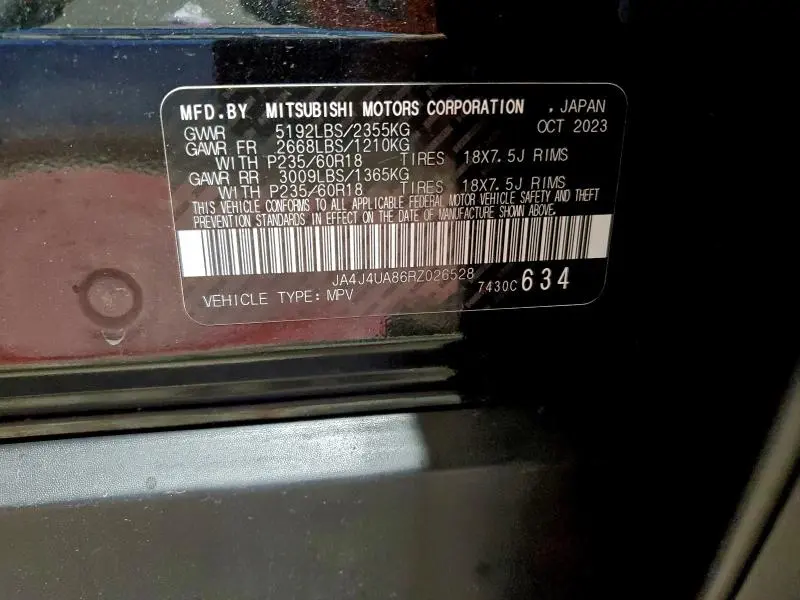 MFD.BY MITSUBISHI MOTORS CORPORATION . JAPAN
GVWR 5192LBS/2355KG OCT 2023
GAWR FR 2668LBS/1210KG
WITH P235/60R18 TIRES 18X7.5J RIMS
GAWR RR 3009LBS/1365KG
WITH P235/60R18 TIRES 18X7.5J RIMS
THIS VEHICLE CONFORMS TO ALL APPLICABLE FEDERAL MOTOR VEHICLE SAFETY AND THEFT
PREVENTION STANDARDS IN EFFECT ON THE DATE OF MANUFACTURE SHOWN ABOVE.
JA4J4UA86RZ026528
VEHICLE TYPE: MPV 7430C 634